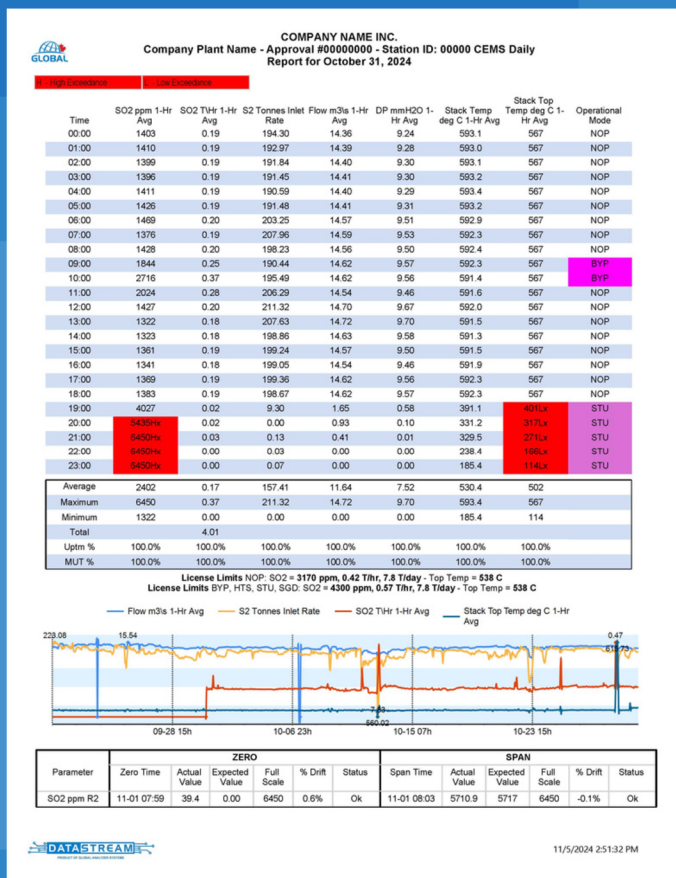 GLOBAL
COMPANY NAME INC.
Company Plant Name - Approval #00000000 - Station ID: 00000 CEMS Daily
Report for October 31, 2024
H - High Exceedance L - Low Exceedance
Time SO2 ppm 1-Hr Avg SO2 T\Hr 1-Hr Avg S2 Tonnes Inlet Rate Flow m3\s 1-Hr Avg DP mmH2O 1-Hr Avg Stack Temp deg C 1-Hr Avg Stack Top Temp deg C 1-Hr Avg Operational Mode
00:00 1403 0.19 194.30 14.36 9.24 593.1 567 NOP
01:00 1410 0.19 192.97 14.39 9.28 593.0 567 NOP
02:00 1399 0.19 191.84 14.40 9.30 593.1 567 NOP
03:00 1396 0.19 191.45 14.41 9.30 593.2 567 NOP
04:00 1411 0.19 190.59 14.40 9.29 593.4 567 NOP
05:00 1426 0.19 191.48 14.41 9.31 593.2 567 NOP
06:00 1469 0.20 203.25 14.57 9.51 592.9 567 NOP
07:00 1376 0.19 207.96 14.59 9.53 592.3 567 NOP
08:00 1428 0.20 198.23 14.56 9.50 592.4 567 NOP
09:00 1844 0.25 190.44 14.62 9.57 592.3 567 BYP
10:00 2716 0.37 195.49 14.62 9.56 591.4 567 BYP
11:00 2024 0.28 206.29 14.54 9.46 591.6 567 NOP
12:00 1427 0.20 211.32 14.70 9.67 592.0 567 NOP
13:00 1322 0.18 207.63 14.72 9.70 591.5 567 NOP
14:00 1323 0.18 198.86 14.63 9.58 591.3 567 NOP
15:00 1361 0.19 199.24 14.57 9.50 591.5 567 NOP
16:00 1341 0.18 199.05 14.54 9.46 591.9 567 NOP
17:00 1369 0.19 199.36 14.62 9.56 592.3 567 NOP
18:00 1383 0.19 198.67 14.62 9.57 592.3 567 NOP
19:00 4027 0.02 9.30 1.65 0.58 391.1 401Lx STU
20:00 5435Hx 0.02 0.00 0.93 0.10 331.2 317Lx STU
21:00 6450Hx 0.03 0.13 0.41 0.01 329.5 271Lx STU
22:00 6450Hx 0.00 0.03 0.00 0.00 238.4 166Lx STU
23:00 6450Hx 0.00 0.07 0.00 0.00 185.4 114Lx STU
Average 2402 0.17 157.41 11.64 7.52 530.4 502
Maximum 6450 0.37 211.32 14.72 9.70 593.4 567
Minimum 1322 0.00 0.00 0.00 0.00 185.4 114
Total 4.01
Uptm % 100.0% 100.0% 100.0% 100.0% 100.0% 100.0% 100.0%
MUT % 100.0% 100.0% 100.0% 100.0% 100.0% 100.0% 100.0%
License Limits NOP: SO2 = 3170 ppm, 0.42 T/hr, 7.8 T/day - Top Temp = 538 C
License Limits BYP, HTS, STU, SGD: SO2 = 4300 ppm, 0.57 T/hr, 7.8 T/day - Top Temp = 538 C
Flow m3\s 1-Hr Avg S2 Tonnes Inlet Rate SO2 T\Hr 1-Hr Avg Stack Top Temp deg C 1-Hr Avg
15.54 0.47
560.02
09-28 15h 10-06 23h 10-15 07h 10-23 15h
ZERO SPAN
Parameter Zero Time Actual Value Expected Value Full Scale % Drift Status Span Time Actual Value Expected Value Full Scale % Drift Status
SO2 ppm R2 11-01 07:59 39.4 0.00 6450 0.6% Ok 11-01 08:03 5710.9 5717 6450 -0.1% Ok
DATASTREAM
PRODUCT OF GLOBAL ANALYZER SYSTEMS
11/5/2024 2:51:32 PM